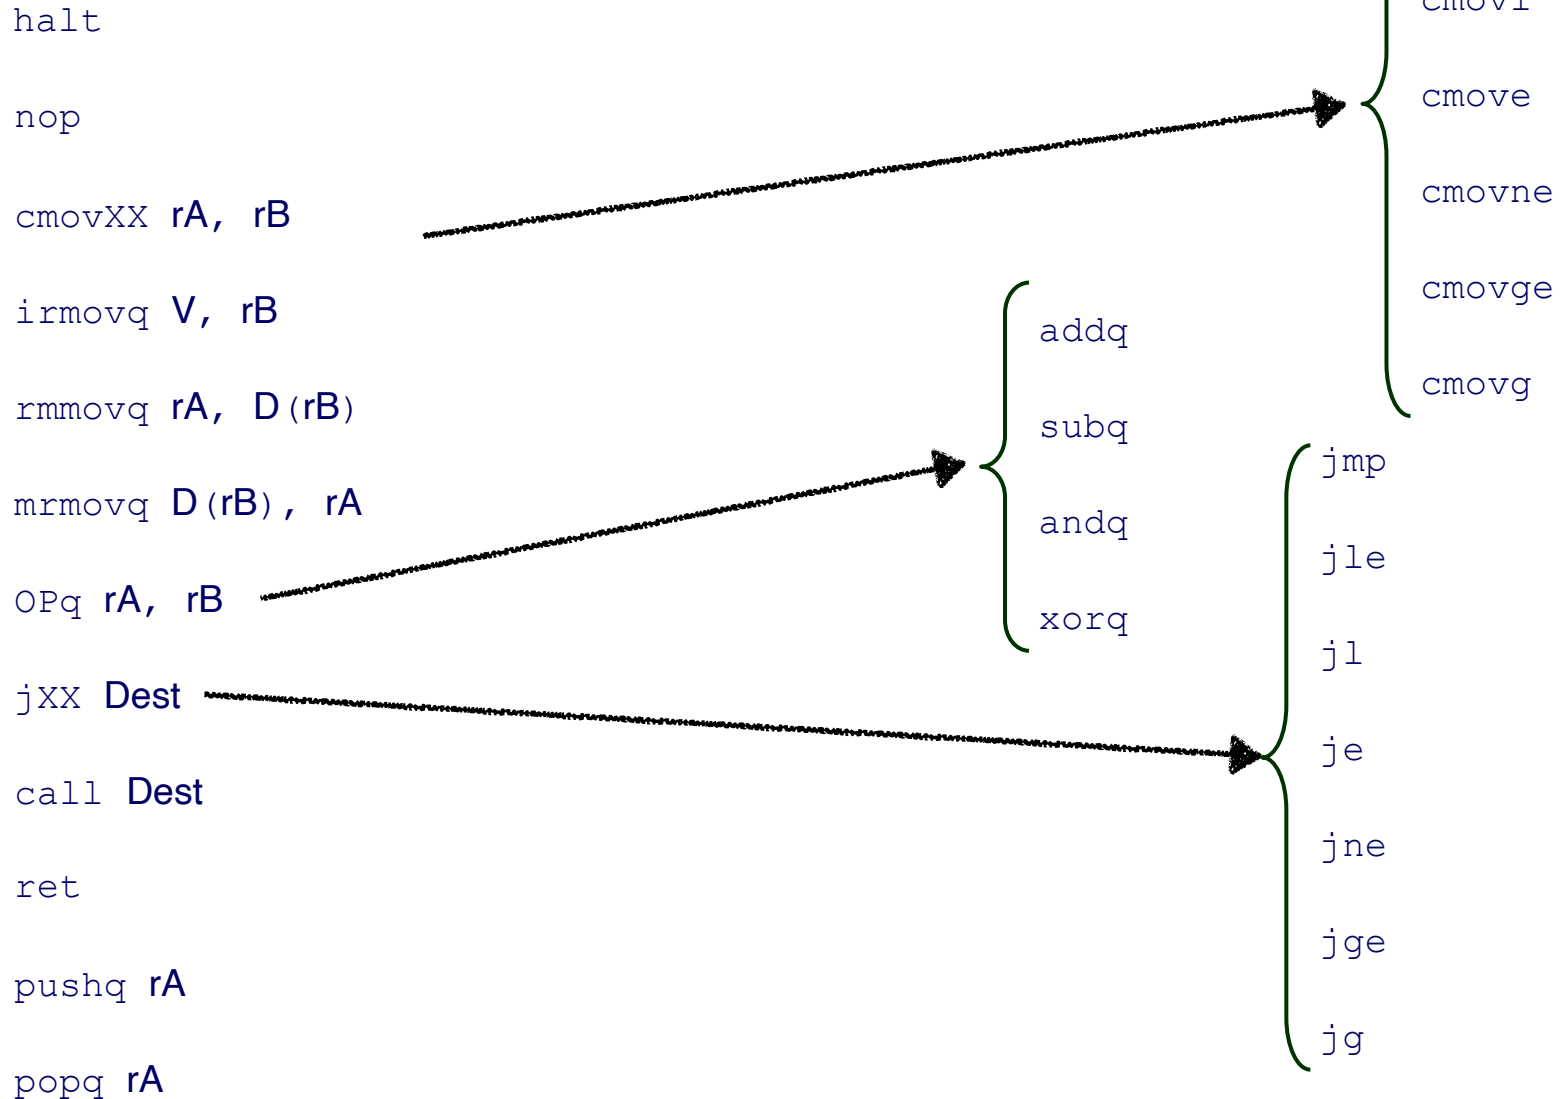 halt
nop
cmovXX rA, rB
irmovq V, rB
rmmovq rA, D(rB)
mrmovq D(rB), rA
OPq rA, rB
jXX Dest
call Dest
ret
pushq rA
popq rA
addq
subq
andq
xorq
cmove
cmovne
cmovge
cmovg
jmp
jle
jl
je
jne
jge
jg